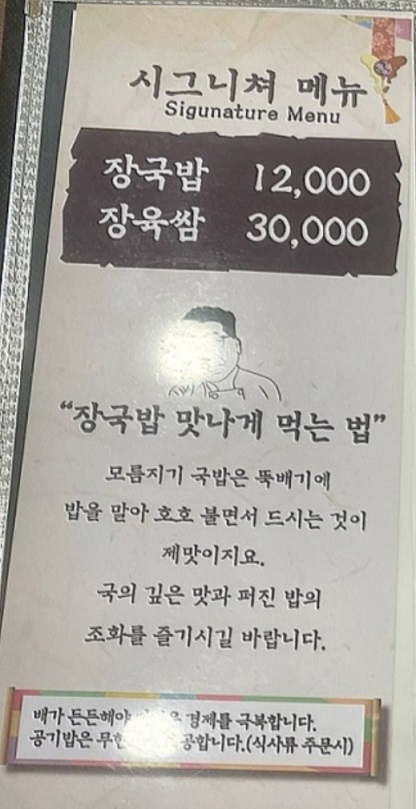 시그니쳐 메뉴
Sigunature Menu
장국밥 12,000
장육쌈 30,000
“장국밥 맛나게 먹는 법”
모름지기 국밥은 뚝배기에
밥을 말아 호호 불면서 드시는 것이
제맛이지요.
국의 깊은 맛과 퍼진 밥의
조화를 즐기시길 바랍니다.
배가 든든해야 경제를 극복합니다.
공기밥은 공합니다.(식사류 주문시)